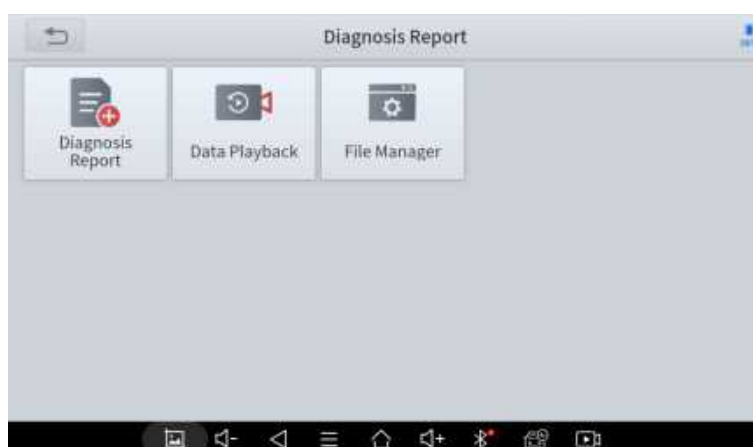 Diagnosis Report
Diagnosis
Report
Data Playback
File Manager